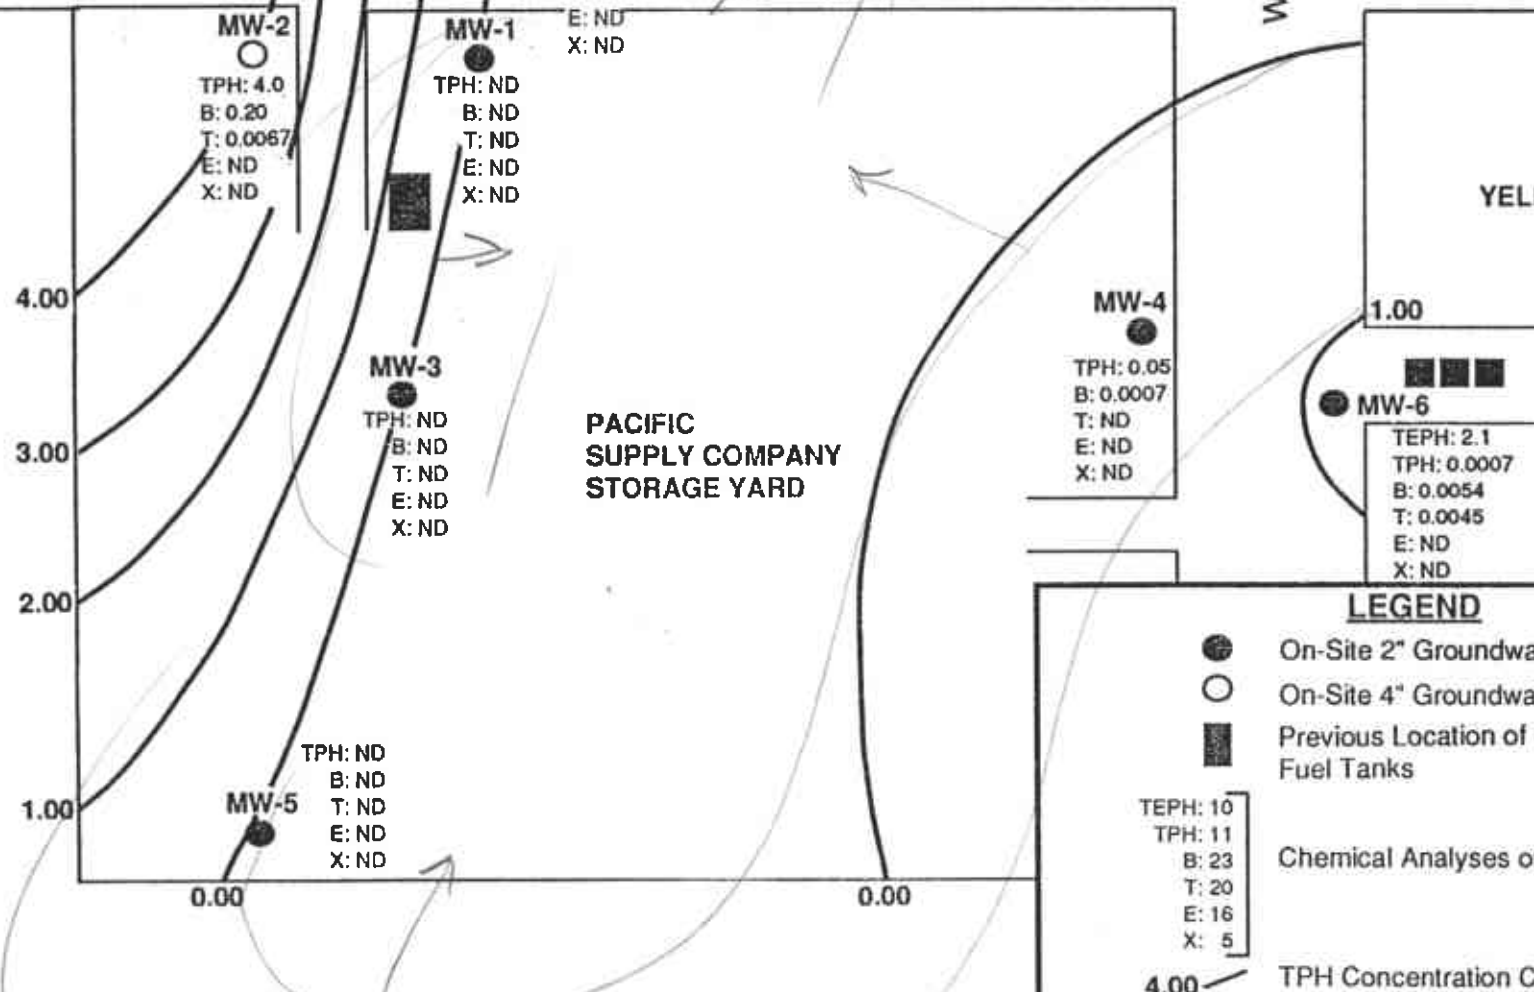 E: ND
X: ND
MW-2
TPH: 4.0
B: 0.20
T: 0.0067
E: ND
X: ND
MW-1
TPH: ND
B: ND
T: ND
E: ND
X: ND
W
YEL
4.00
3.00
2.00
1.00
MW-3
TPH: ND
B: ND
T: ND
E: ND
X: ND
PACIFIC
SUPPLY COMPANY
STORAGE YARD
MW-4
TPH: 0.05
B: 0.0007
T: ND
E: ND
X: ND
1.00
MW-6
TEPH: 2.1
TPH: 0.0007
B: 0.0054
T: 0.0045
E: ND
X: ND
MW-5
TPH: ND
B: ND
T: ND
E: ND
X: ND
0.00
0.00
LEGEND
On-Site 2" Groundwa
On-Site 4" Groundwa
Previous Location of
Fuel Tanks
TEPH: 10
TPH: 11
B: 23
T: 20
E: 16
X: 5
Chemical Analyses o
4.00
TPH Concentration C